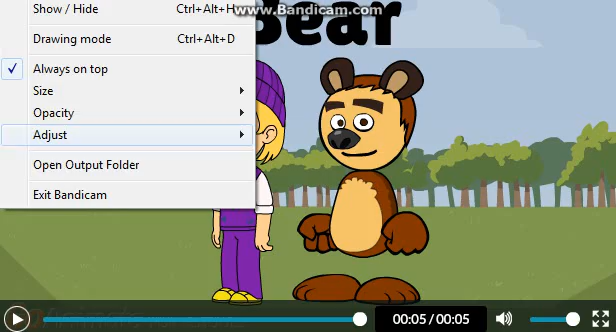 www.Bandicam.com
Bear
Show / Hide Ctrl+Alt+H
Drawing mode Ctrl+Alt+D
Always on top
Size
Opacity
Adjust
Open Output Folder
Exit Bandicam
00:05 / 00:05